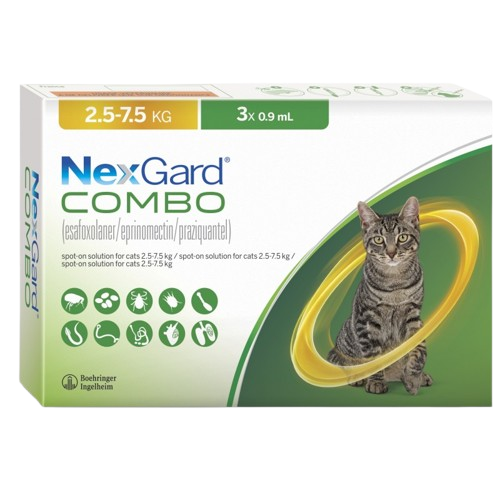 2.5-7.5 KG
3x 0.9 mL
NexGard®
COMBO
(esafoxolaner/eprinomectin/praziquantel)
spot-on solution for cats 2.5-7.5 kg / spot-on solution for cats 2.5-7.5 kg /
spot-on solution for cats 2.5-7.5 kg
Boehringer
Ingelheim
NexGard
COMBO